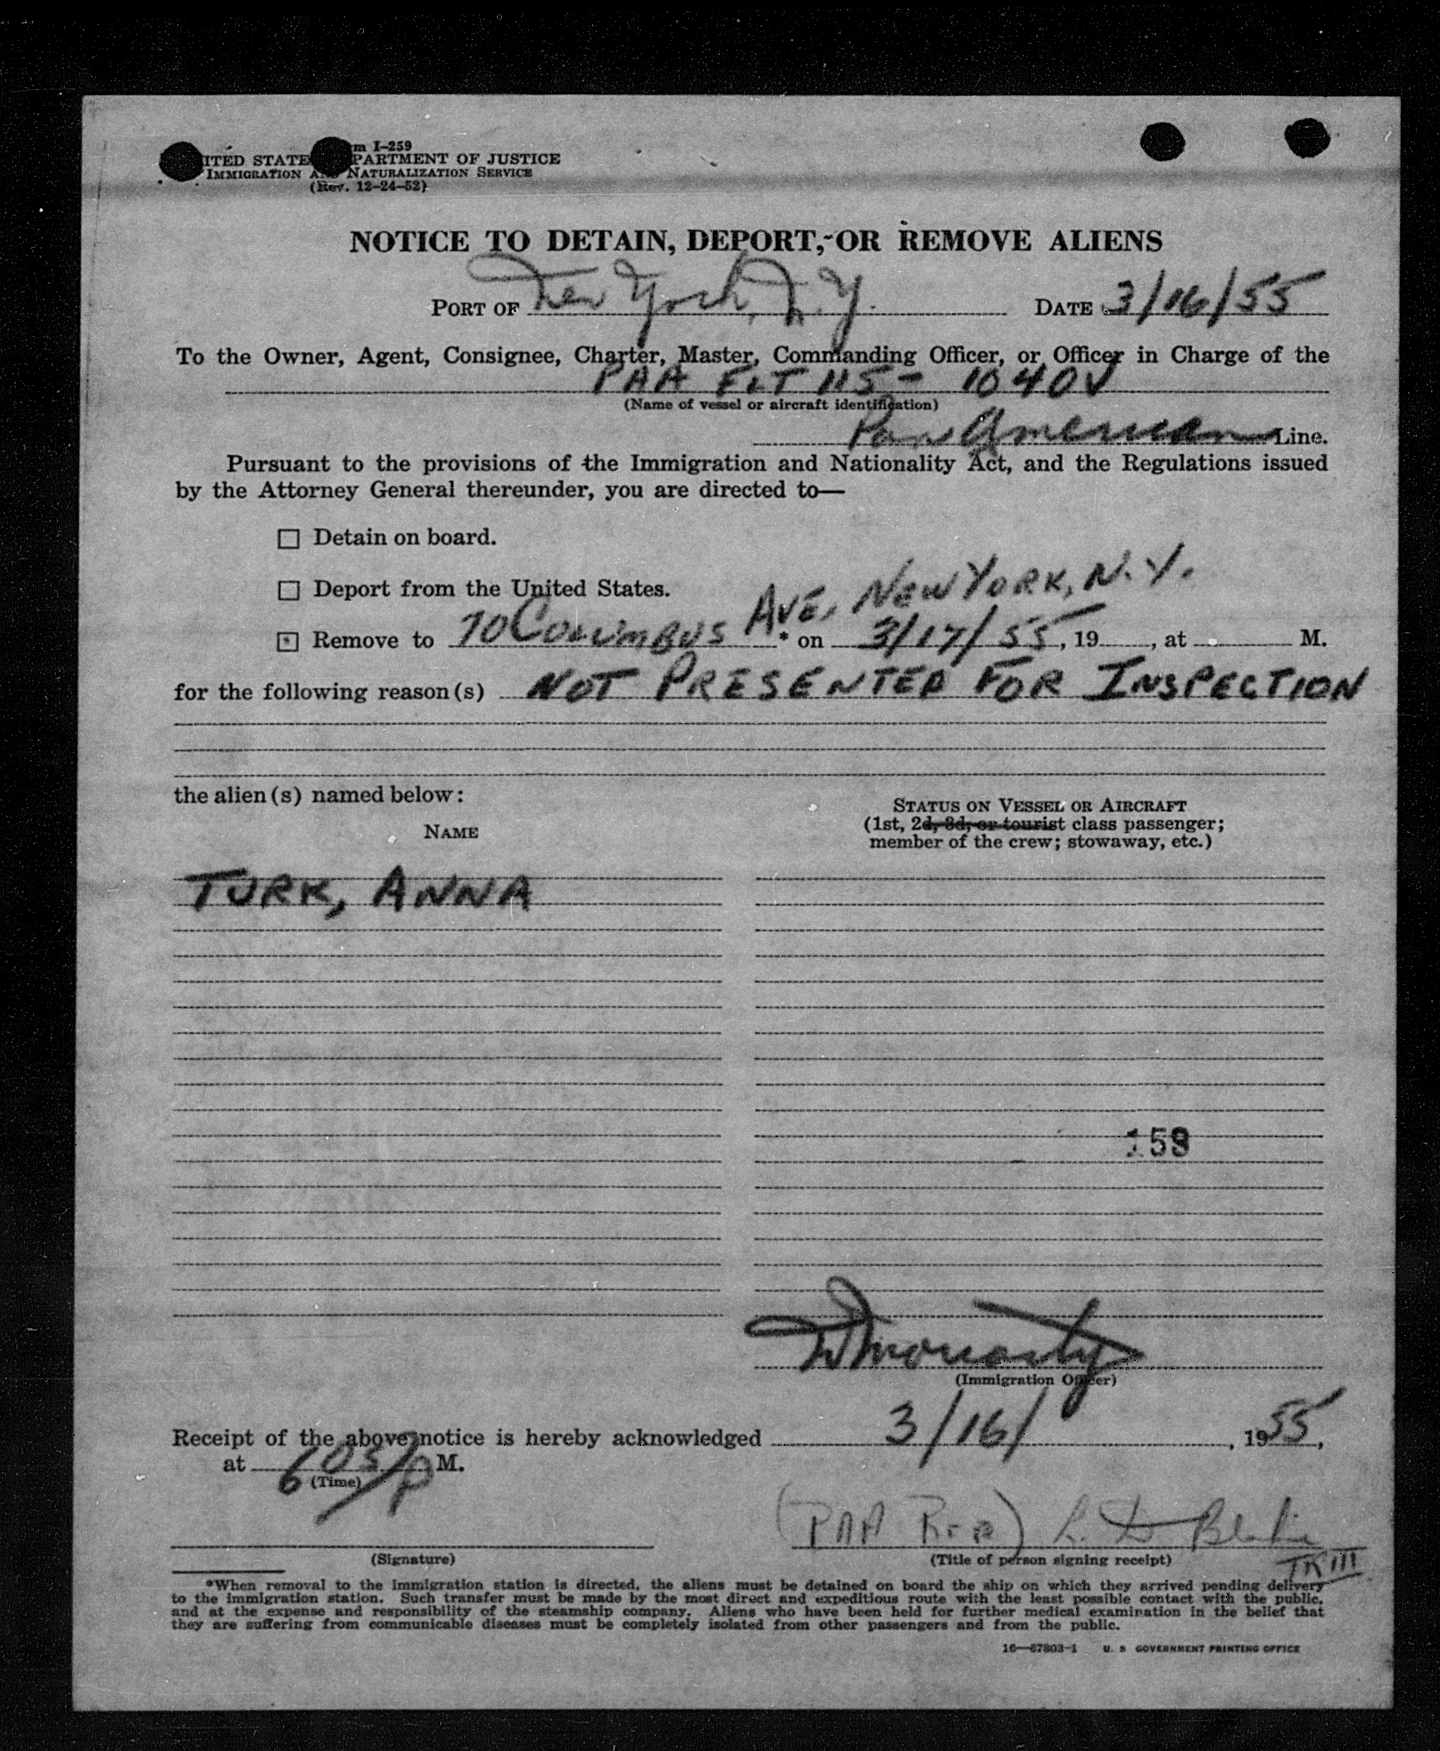 Form I-259
UNITED STATES DEPARTMENT OF JUSTICE
IMMIGRATION AND NATURALIZATION SERVICE
(Rev. 12-24-52)
NOTICE TO DETAIN, DEPORT, OR REMOVE ALIENS
PORT OF New York, N.Y. DATE 3/16/55
To the Owner, Agent, Consignee, Charter, Master, Commanding Officer, or Officer in Charge of the
PAA FLT 115 - 1040V
(Name of vessel or aircraft identification)
Pan American Line.
Pursuant to the provisions of the Immigration and Nationality Act, and the Regulations issued
by the Attorney General thereunder, you are directed to—
☐ Detain on board.
☐ Deport from the United States.
☐ Remove to 70 COLUMBUS AVE, NEW YORK, N.Y. * on 3/17/55, 19 , at M.
for the following reason(s) NOT PRESENTED FOR INSPECTION
the alien(s) named below:
NAME
STATUS ON VESSEL OR AIRCRAFT
(1st, 2d, 3d, or tourist class passenger;
member of the crew; stowaway, etc.)
TURK, ANNA
159
(Immigration Officer)
Receipt of the above notice is hereby acknowledged 3/16/, 1955,
at 605/P M.
(Time)
(PAA Rep) L. D.
(Signature) (Title of person signing receipt)
TK III
*When removal to the immigration station is directed, the aliens must be detained on board the ship on which they arrived pending delivery
to the immigration station. Such transfer must be made by the most direct and expeditious route with the least possible contact with the public,
and at the expense and responsibility of the steamship company. Aliens who have been held for further medical examination in the belief that
they are suffering from communicable diseases must be completely isolated from other passengers and from the public.
16—67803-1 U. S. GOVERNMENT PRINTING OFFICE